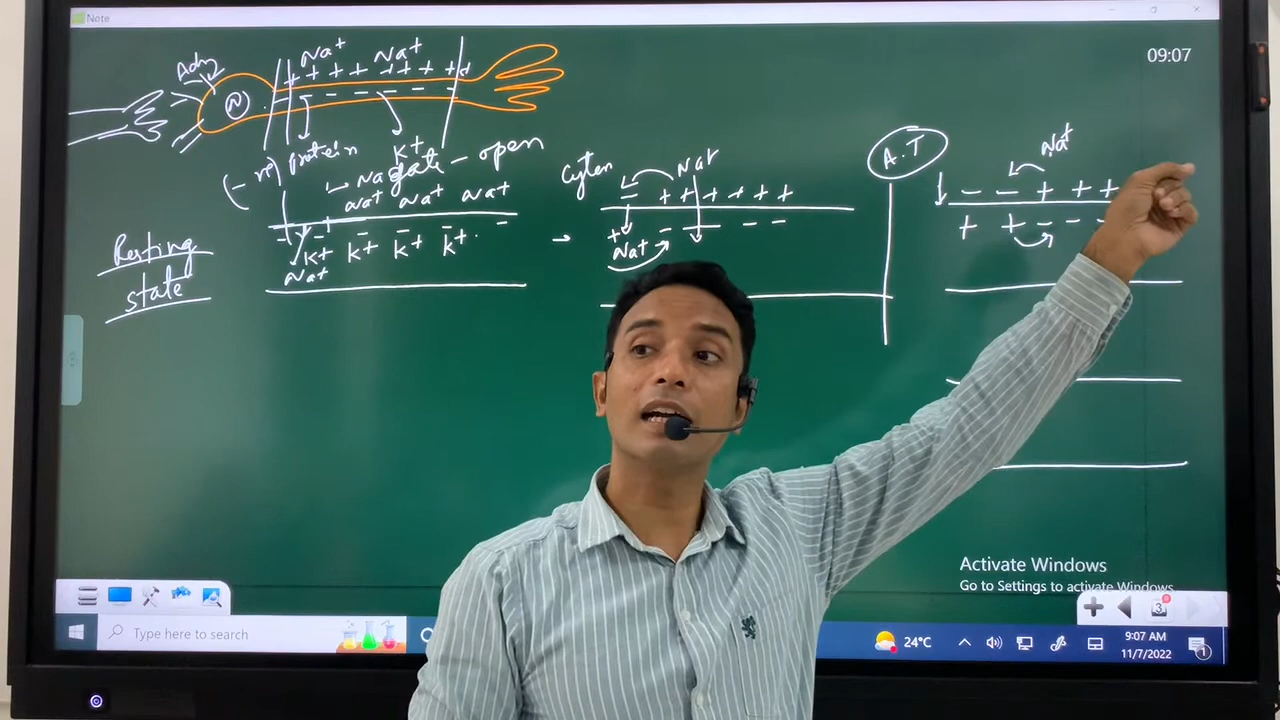 Note
09:07
Na+ Na+
+ + + + + + + + +
N
- - - - - -
(-ve) protein
K+
Na gate - open
Na+ Na+ Na+
K+ K+ K+ K+
Na+
Resting
state
Na+
- + + + + + +
+ - - - -
Na+
A.T
Na+
- - + + +
+ + - - -
Activate Windows
Go to Settings to activate Windows.
3
Type here to search
24°C
9:07 AM
11/7/2022
1